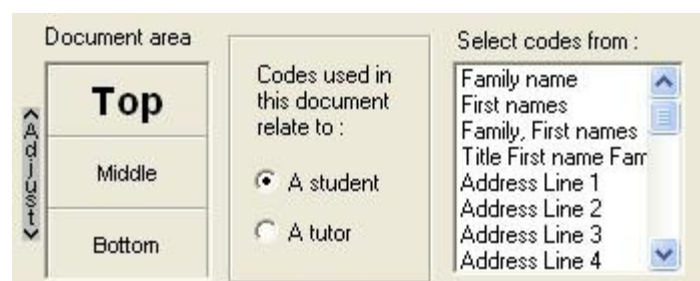 Document area
Top
Middle
Bottom
<Adjust>
Codes used in
this document
relate to :
A student
A tutor
Select codes from :
Family name
First names
Family, First names
Title First name Fam
Address Line 1
Address Line 2
Address Line 3
Address Line 4